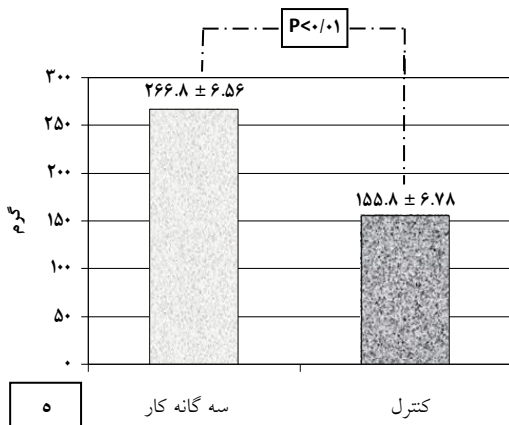 P<۰/۰۱
۳۰۰
۲۵۰
۲۰۰
۱۵۰
۱۰۰
۵۰
۰
گرم
۲۶۶.۸ ± ۶.۵۶
۱۵۵.۸ ± ۶.۷۸
سه گانه کار
کنترل
۵